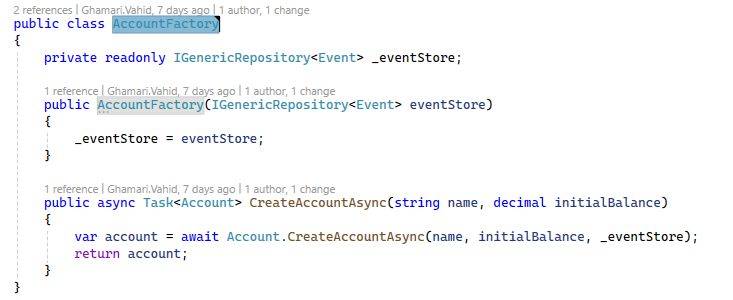 2 references | Ghamari.Vahid, 7 days ago | 1 author, 1 change
public class AccountFactory
{
private readonly IGenericRepository<Event> _eventStore;
1 reference | Ghamari.Vahid, 7 days ago | 1 author, 1 change
public AccountFactory(IGenericRepository<Event> eventStore)
{
_eventStore = eventStore;
}
1 reference | Ghamari.Vahid, 7 days ago | 1 author, 1 change
public async Task<Account> CreateAccountAsync(string name, decimal initialBalance)
{
var account = await Account.CreateAccountAsync(name, initialBalance, _eventStore);
return account;
}
}